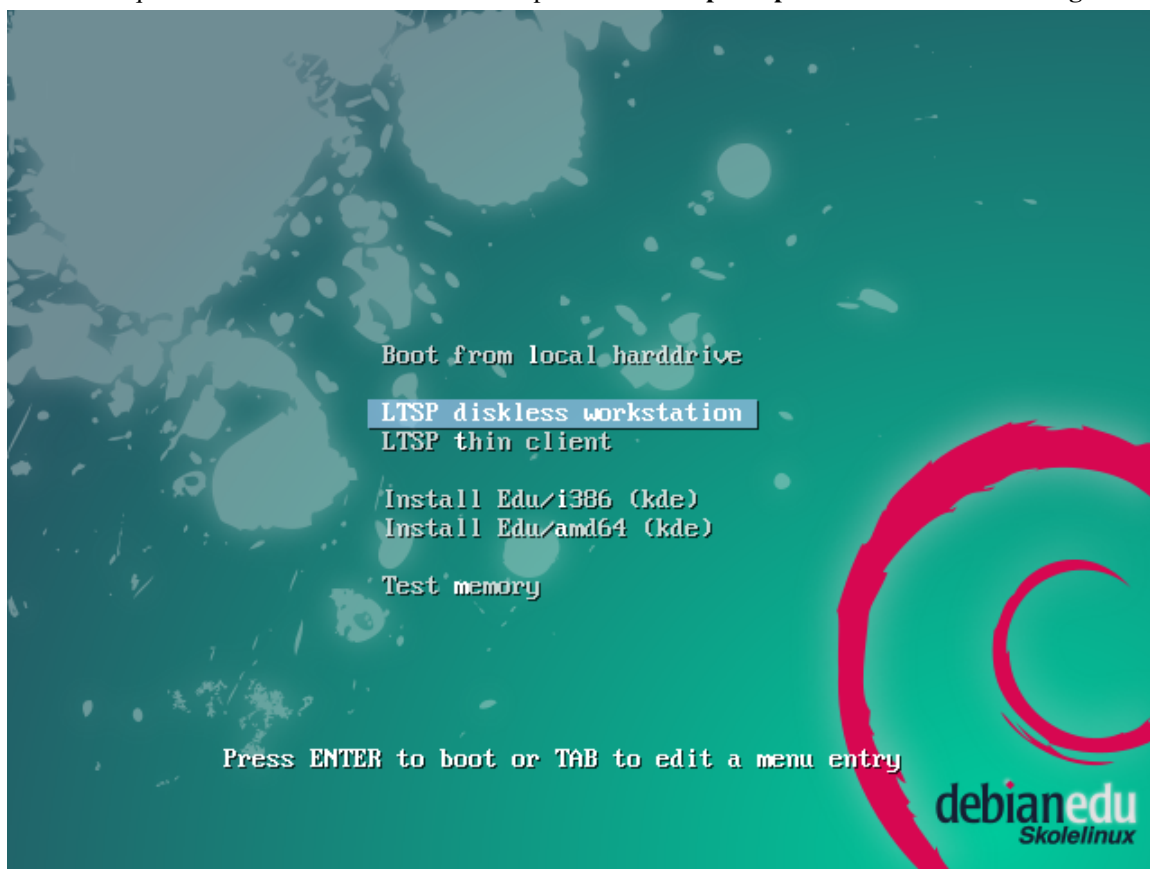 Boot from local harddrive
LTSP diskless workstation
LTSP thin client
Install Edu/i386 (kde)
Install Edu/amd64 (kde)
Test memory
Press ENTER to boot or TAB to edit a menu entry
debianedu
Skolelinux